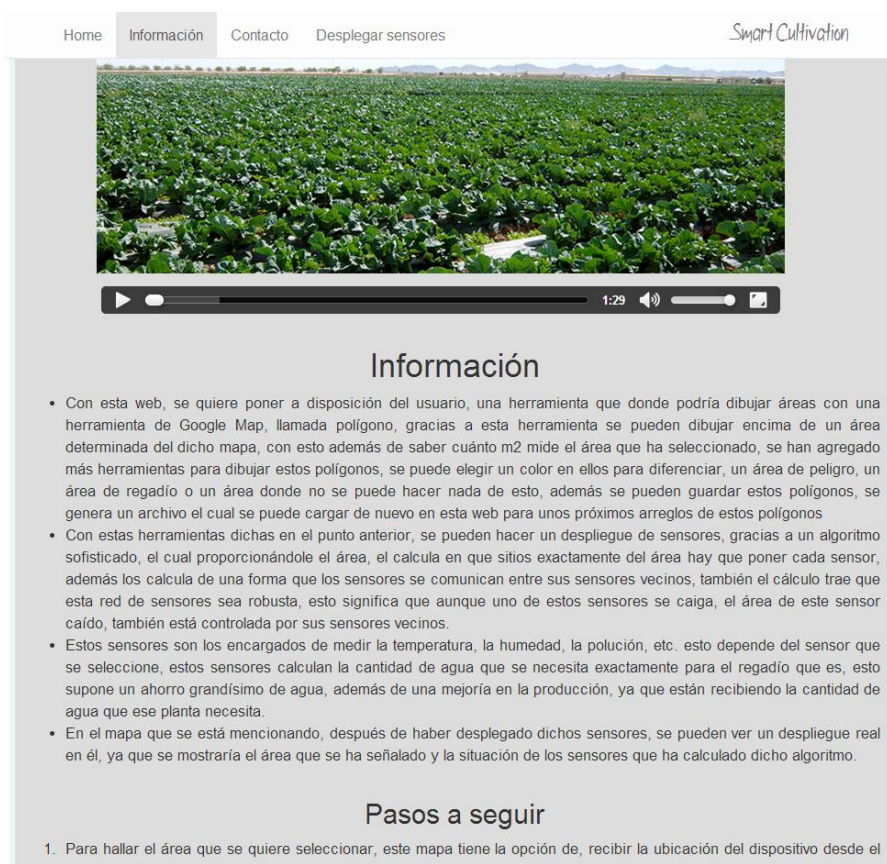 Home Información Contacto Desplegar sensores Smart Cultivation
1:29
Información
• Con esta web, se quiere poner a disposición del usuario, una herramienta que donde podría dibujar áreas con una
herramienta de Google Map, llamada polígono, gracias a esta herramienta se pueden dibujar encima de un área
determinada del dicho mapa, con esto además de saber cuánto m2 mide el área que ha seleccionado, se han agregado
más herramientas para dibujar estos polígonos, se puede elegir un color en ellos para diferenciar, un área de peligro, un
área de regadío o un área donde no se puede hacer nada de esto, además se pueden guardar estos polígonos, se
genera un archivo el cual se puede cargar de nuevo en esta web para unos próximos arreglos de estos polígonos
• Con estas herramientas dichas en el punto anterior, se pueden hacer un despliegue de sensores, gracias a un algoritmo
sofisticado, el cual proporcionándole el área, el calcula en que sitios exactamente del área hay que poner cada sensor,
además los calcula de una forma que los sensores se comunican entre sus sensores vecinos, también el cálculo trae que
esta red de sensores sea robusta, esto significa que aunque uno de estos sensores se caiga, el área de este sensor
caído, también está controlada por sus sensores vecinos.
• Estos sensores son los encargados de medir la temperatura, la humedad, la polución, etc. esto depende del sensor que
se seleccione, estos sensores calculan la cantidad de agua que se necesita exactamente para el regadío que es, esto
supone un ahorro grandísimo de agua, además de una mejoría en la producción, ya que están recibiendo la cantidad de
agua que ese planta necesita.
• En el mapa que se está mencionando, después de haber desplegado dichos sensores, se pueden ver un despliegue real
en él, ya que se mostraría el área que se ha señalado y la situación de los sensores que ha calculado dicho algoritmo.
Pasos a seguir
1. Para hallar el área que se quiere seleccionar, este mapa tiene la opción de, recibir la ubicación del dispositivo desde el